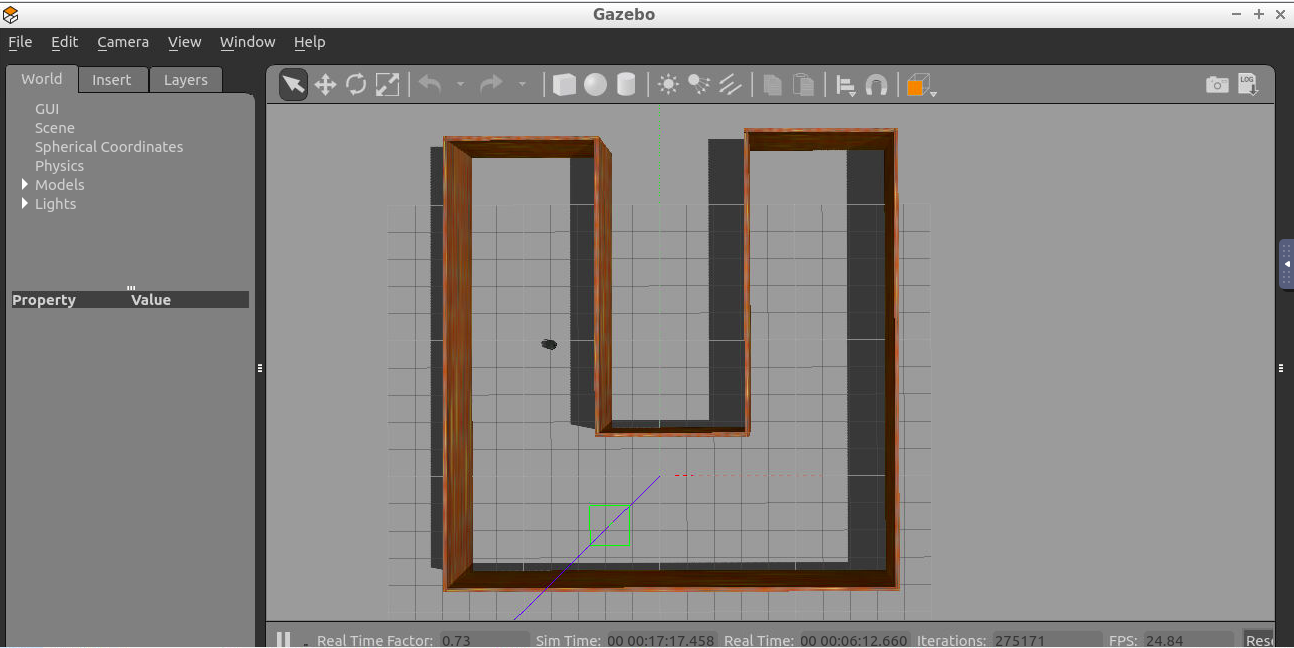 Gazebo
File Edit Camera View Window Help
World Insert Layers
LOG
GUI
Scene
Spherical Coordinates
Physics
Models
Lights
Property Value
Real Time Factor: 0.73 Sim Time: 00 00:17:17.458 Real Time: 00 00:06:12.660 Iterations: 275171 FPS: 24.84 Rese